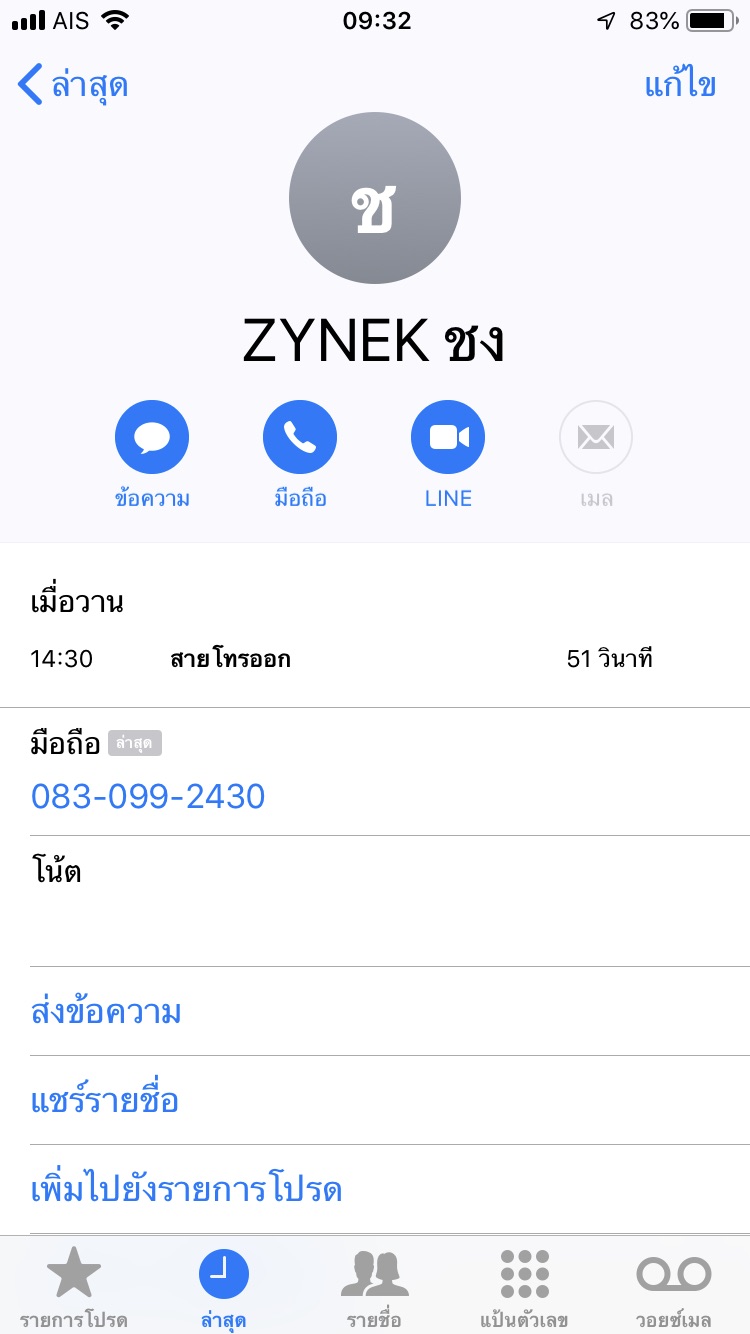 AIS 09:32 83%
ล่าสุด แก้ไข
ช
ZYNEK ชง
ข้อความ มือถือ LINE เมล
เมื่อวาน
14:30 สายโทรออก 51 วินาที
มือถือ ล่าสุด
083-099-2430
โน้ต
ส่งข้อความ
แชร์รายชื่อ
เพิ่มไปยังรายการโปรด
รายการโปรด ล่าสุด รายชื่อ แป้นตัวเลข วอยซ์เมล